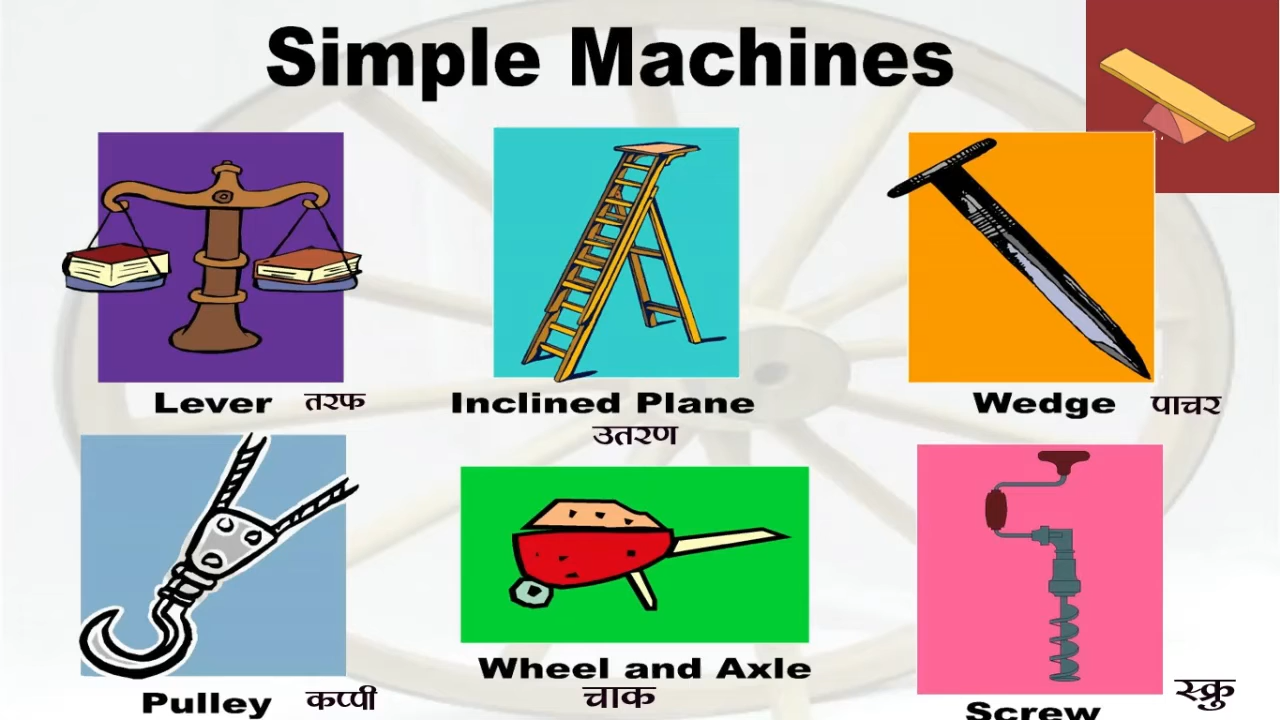 Simple Machines
Lever तरफ
Inclined Plane
उतरण
Wedge पाचर
Pulley कप्पी
Wheel and Axle
चाक
Screw स्क्रु